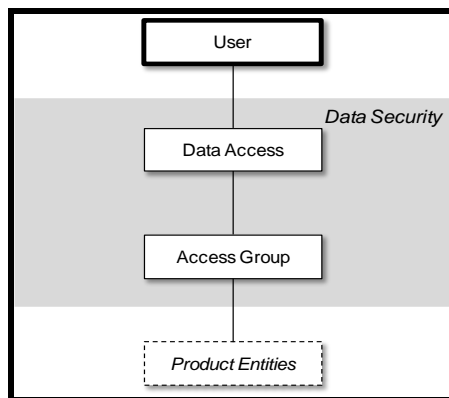 User
Data Security
Data Access
Access Group
Product Entities